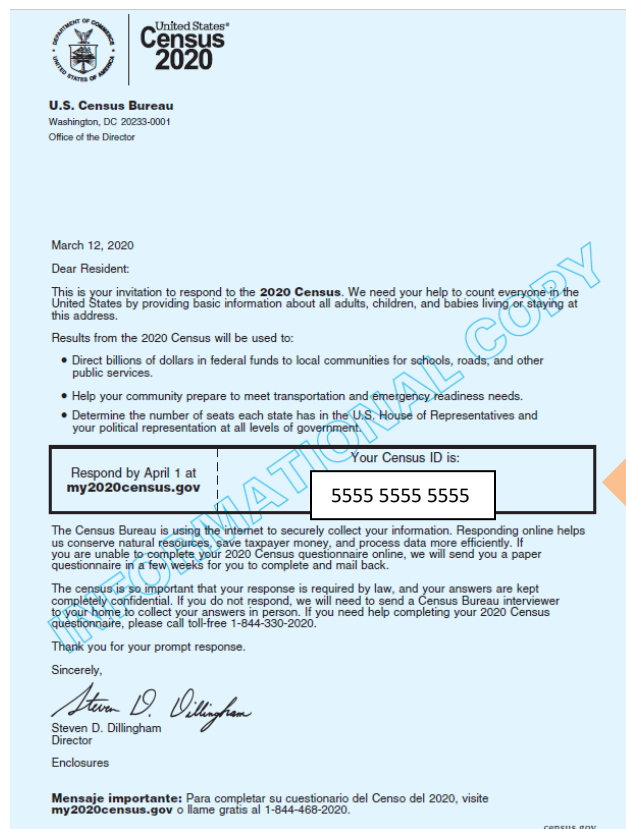 DEPARTMENT OF COMMERCE
UNITED STATES OF AMERICA
United States®
Census
2020
U.S. Census Bureau
Washington, DC 20233-0001
Office of the Director
March 12, 2020
Dear Resident:
This is your invitation to respond to the 2020 Census. We need your help to count everyone in the
United States by providing basic information about all adults, children, and babies living or staying at
this address.
Results from the 2020 Census will be used to:
• Direct billions of dollars in federal funds to local communities for schools, roads, and other
public services.
• Help your community prepare to meet transportation and emergency readiness needs.
• Determine the number of seats each state has in the U.S. House of Representatives and
your political representation at all levels of government.
Respond by April 1 at
my2020census.gov
Your Census ID is:
5555 5555 5555
The Census Bureau is using the internet to securely collect your information. Responding online helps
us conserve natural resources, save taxpayer money, and process data more efficiently. If
you are unable to complete your 2020 Census questionnaire online, we will send you a paper
questionnaire in a few weeks for you to complete and mail back.
The census is so important that your response is required by law, and your answers are kept
completely confidential. If you do not respond, we will need to send a Census Bureau interviewer
to your home to collect your answers in person. If you need help completing your 2020 Census
questionnaire, please call toll-free 1-844-330-2020.
Thank you for your prompt response.
Sincerely,
Steven D. Dillingham
Steven D. Dillingham
Director
Enclosures
Mensaje importante: Para completar su cuestionario del Censo del 2020, visite
my2020census.gov o llame gratis al 1-844-468-2020.
census.gov
INFORMATIONAL COPY